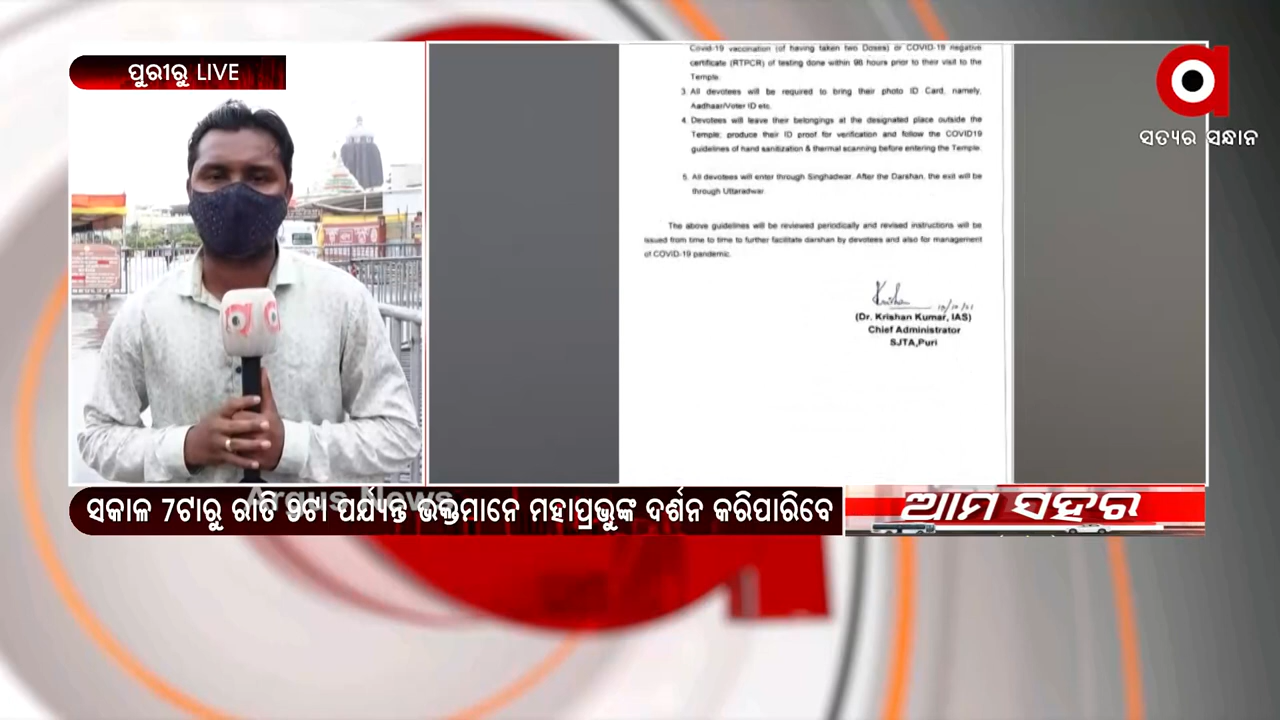 ପୁରୀରୁ LIVE
Covid-19 vaccination (of having taken two Doses) or COVID-19 negative
certificate (RTPCR) of testing done within 96 hours prior to their visit to the
Temple.
3. All devotees will be required to bring their photo ID Card, namely,
Aadhaar/Voter ID etc.
4. Devotees will leave their belongings at the designated place outside the
Temple; produce their ID proof for verification and follow the COVID19
guidelines of hand sanitization & thermal scanning before entering the Temple.
5. All devotees will enter through Singhadwar. After the Darshan, the exit will be
through Uttaradwar.
The above guidelines will be reviewed periodically and revised instructions will be
issued from time to time to further facilitate darshan by devotees and also for management
of COVID-19 pandemic.
(Dr. Krishan Kumar, IAS)
Chief Administrator
SJTA,Puri
ସତ୍ୟର ସନ୍ଧାନ
Argus News
ସକାଳ 7ଟାରୁ ରାତି 9ଟା ପର୍ଯ୍ୟନ୍ତ ଭକ୍ତମାନେ ମହାପ୍ରଭୁଙ୍କ ଦର୍ଶନ କରିପାରିବେ
ଆମ ସହର